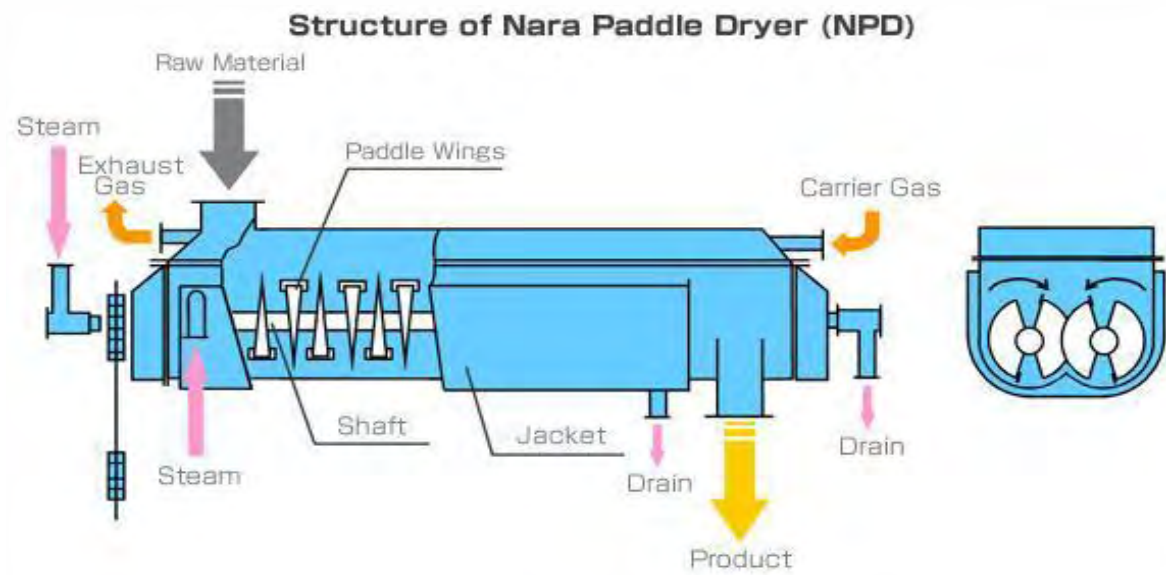 Structure of Nara Paddle Dryer (NPD)
Raw Material
Steam
Paddle Wings
Exhaust
Gas
Carrier Gas
Shaft
Jacket
Drain
Steam
Drain
Product